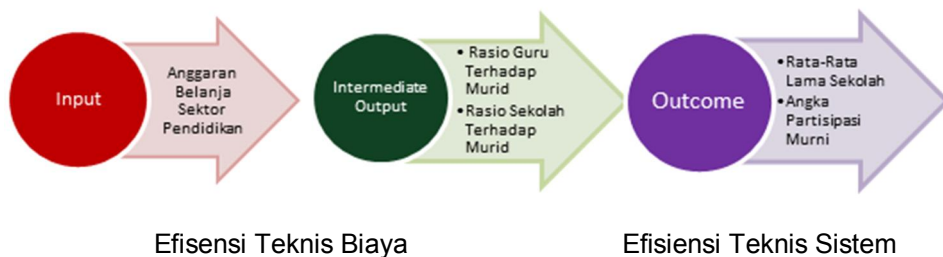 Input
Anggaran
Belanja
Sektor
Pendidikan
Intermediate
Output
• Rasio Guru
Terhadap
Murid
• Rasio Sekolah
Terhadap
Murid
Outcome
•Rata-Rata
Lama Sekolah
•Angka
Partisipasi
Murni
Efisensi Teknis Biaya
Efisiensi Teknis Sistem